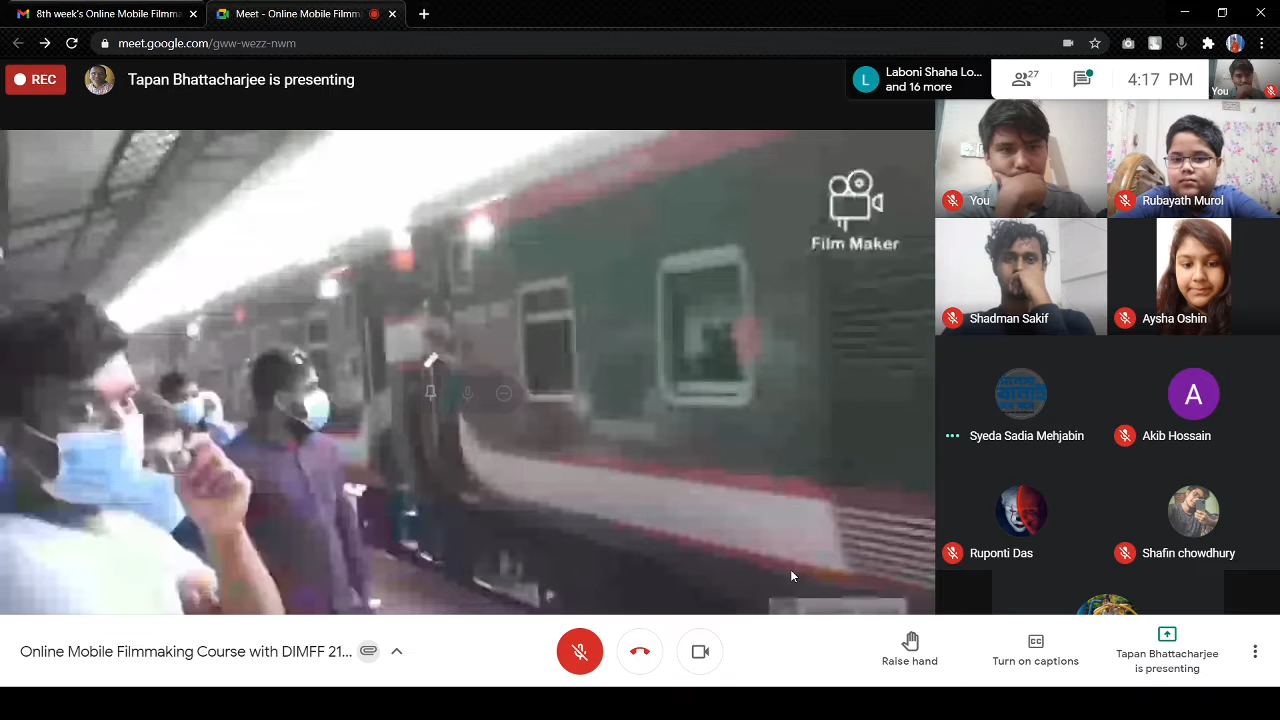 8th week's Online Mobile Filmma
Meet - Online Mobile Filmm
meet.google.com/gww-wezz-nwm
REC
Tapan Bhattacharjee is presenting
L
Laboni Shaha Lo...
and 16 more
27
4:17 PM
You
Film Maker
You
Rubayath Murol
Shadman Sakif
Aysha Oshin
A
Syeda Sadia Mehjabin
Akib Hossain
Ruponti Das
Shafin chowdhury
Online Mobile Filmmaking Course with DIMFF 21...
Raise hand
CC
Turn on captions
Tapan Bhattacharjee
is presenting